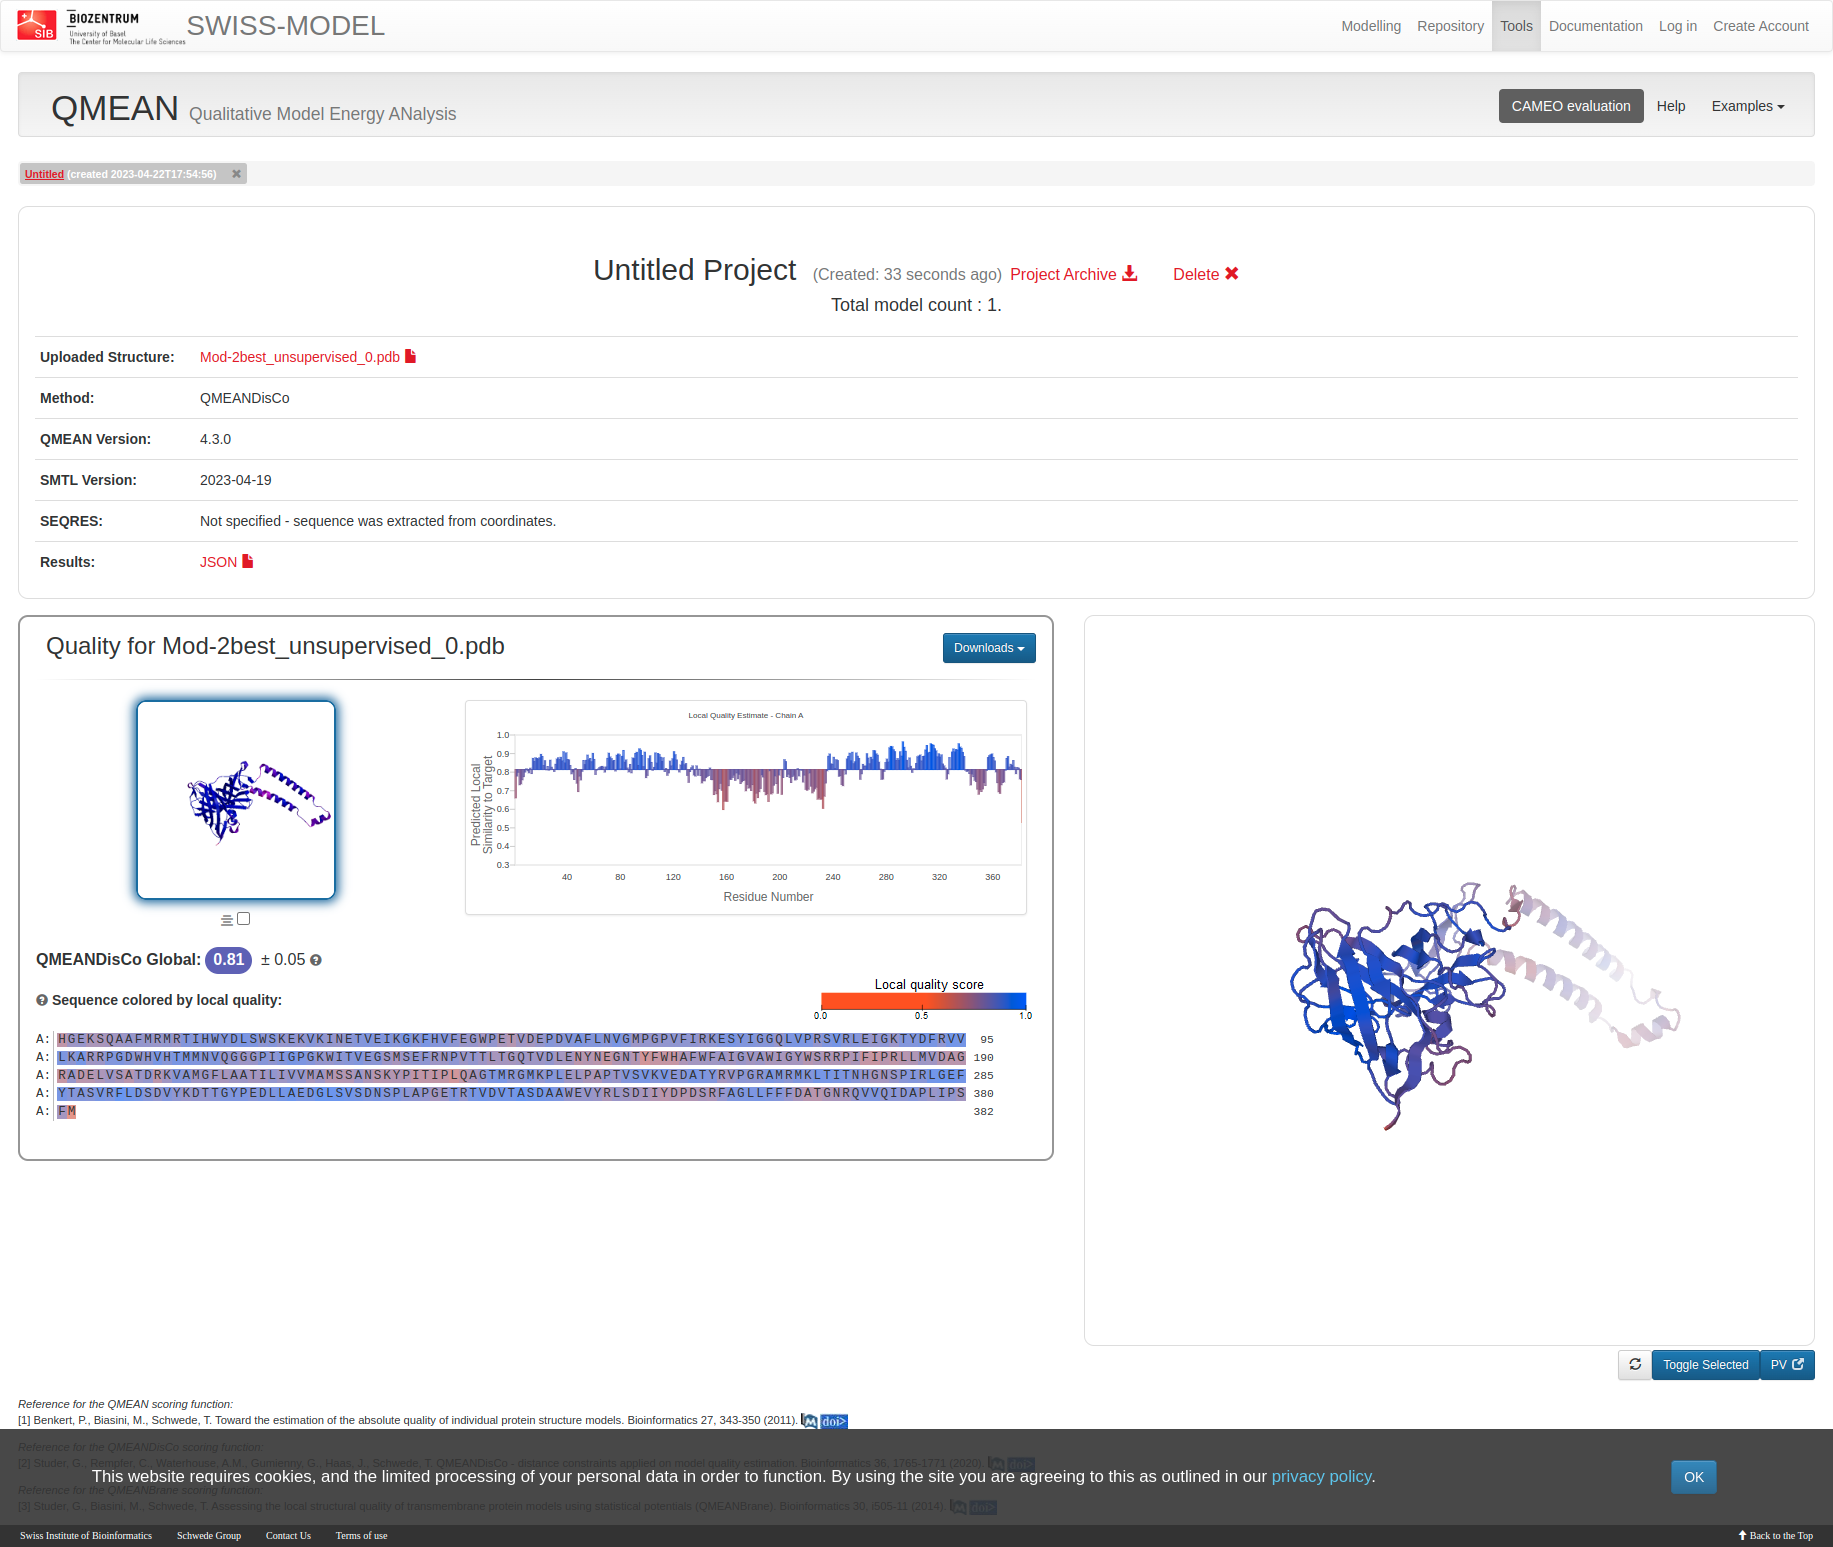 SIB
BIOZENTRUM
University of Basel
The Center for Molecular Life Sciences
SWISS-MODEL
Modelling Repository Tools Documentation Log in Create Account
QMEAN Qualitative Model Energy ANalysis
CAMEO evaluation Help Examples
Untitled (created 2023-04-22T17:54:56) ✖
Untitled Project (Created: 33 seconds ago) Project Archive Delete ✖
Total model count : 1.
Uploaded Structure: Mod-2best_unsupervised_0.pdb
Method: QMEANDisCo
QMEAN Version: 4.3.0
SMTL Version: 2023-04-19
SEQRES: Not specified - sequence was extracted from coordinates.
Results: JSON
Quality for Mod-2best_unsupervised_0.pdb
Downloads
Local Quality Estimate - Chain A
Predicted Local
Similarity to Target
1.0
0.9
0.8
0.7
0.6
0.5
0.4
0.3
40 80 120 160 200 240 280 320 360
Residue Number
QMEANDisCo Global: 0.81 ± 0.05
Sequence colored by local quality:
Local quality score
0.0 0.5 1.0
A: HGEKSQAAFMRMRTIHWYDLSWSKEKVKINETVEIKGKFHVFEGWPETVDEPDVAFLNVGMPGPVFIRKESYIGGQLVPRSVRLEIGKTYDFRVV 95
A: LKARRPGDWHVHTMMNVQGGGPIIGPGKWITVEGSMSEFRNPVTTLTGQTVDLENYNEGNTYFWHAFWFAIGVAWIGYWSRRPIFIPRLLMVDAG 190
A: RADELVSATDRKVAMGFLAATILIVVMAMSSANSKYPITIPLQAGTMRGMKPLELPAPTVSVKVEDATYRVPGRAMRMKLTITNHGNSPIRLGEF 285
A: YTASVRFLDSDVYKDTTGYPEDLLAEDGLSVSDNSPLAPGETRTVDVTASDAAWEVYRLSDIIYDPDSRFAGLLFFFDATGNRQVVQIDAPLIPS 380
A: FM 382
Toggle Selected
PV
Reference for the QMEAN scoring function:
[1] Benkert, P., Biasini, M., Schwede, T. Toward the estimation of the absolute quality of individual protein structure models. Bioinformatics 27, 343-350 (2011). M doi>
Reference for the QMEANDisCo scoring function:
[2] Studer, G., Rempfer, C., Waterhouse, A.M., Gumienny, G., Haas, J., Schwede, T. QMEANDisCo - distance constraints applied on model quality estimation. Bioinformatics 36, 1765-1771 (2020). M doi>
This website requires cookies, and the limited processing of your personal data in order to function. By using the site you are agreeing to this as outlined in our privacy policy.
OK
Reference for the QMEANBrane scoring function:
[3] Studer, G., Biasini, M., Schwede, T. Assessing the local structural quality of transmembrane protein models using statistical potentials (QMEANBrane). Bioinformatics 30, i505-11 (2014). M doi>
Swiss Institute of Bioinformatics Schwede Group Contact Us Terms of use
Back to the Top